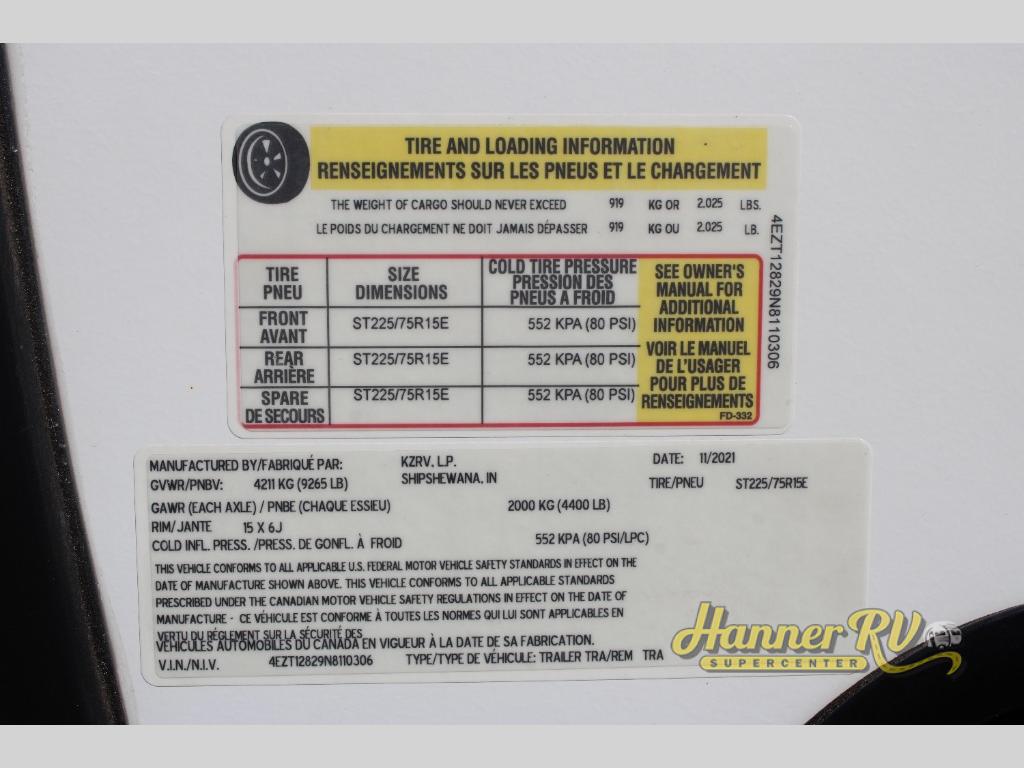 TIRE AND LOADING INFORMATION
RENSEIGNEMENTS SUR LES PNEUS ET LE CHARGEMENT
THE WEIGHT OF CARGO SHOULD NEVER EXCEED 919 KG OR 2.025 LBS.
LE POIDS DU CHARGEMENT NE DOIT JAMAIS DÉPASSER 919 KG OU 2.025 LB.
TIRE PNEU SIZE DIMENSIONS COLD TIRE PRESSURE PRESSION DES PNEUS A FROID
FRONT AVANT ST225/75R15E 552 KPA (80 PSI)
REAR ARRIÈRE ST225/75R15E 552 KPA (80 PSI)
SPARE DE SECOURS ST225/75R15E 552 KPA (80 PSI)
SEE OWNER'S
MANUAL FOR
ADDITIONAL
INFORMATION
VOIR LE MANUEL
DE L'USAGER
POUR PLUS DE
RENSEIGNEMENTS
FD-332
4EZT12829N8110306
MANUFACTURED BY/FABRIQUÉ PAR: KZRV, L.P. DATE: 11/2021
GVWR/PNBV: 4211 KG (9265 LB) SHIPSHEWANA, IN TIRE/PNEU ST225/75R15E
GAWR (EACH AXLE) / PNBE (CHAQUE ESSIEU) 2000 KG (4400 LB)
RIM/JANTE 15 X 6J
COLD INFL. PRESS. /PRESS. DE GONFL. À FROID 552 KPA (80 PSI/LPC)
THIS VEHICLE CONFORMS TO ALL APPLICABLE U.S. FEDERAL MOTOR VEHICLE SAFETY STANDARDS IN EFFECT ON THE
DATE OF MANUFACTURE SHOWN ABOVE. THIS VEHICLE CONFORMS TO ALL APPLICABLE STANDARDS
PRESCRIBED UNDER THE CANADIAN MOTOR VEHICLE SAFETY REGULATIONS IN EFFECT ON THE DATE OF
MANUFACTURE - CE VÉHICULE EST CONFORME À TOUTES LES NORMES QUI LUI SONT APPLICABLES EN
VERTU DU RÉGLEMENT SUR LA SÉCURITÉ DES
VÉHICULES AUTOMOBILES DU CANADA EN VIGUEUR À LA DATE DE SA FABRICATION.
V.I.N./N.I.V. 4EZT12829N8110306 TYPE/TYPE DE VÉHICULE: TRAILER TRA/REM TRA
Hanner RV
SUPERCENTER